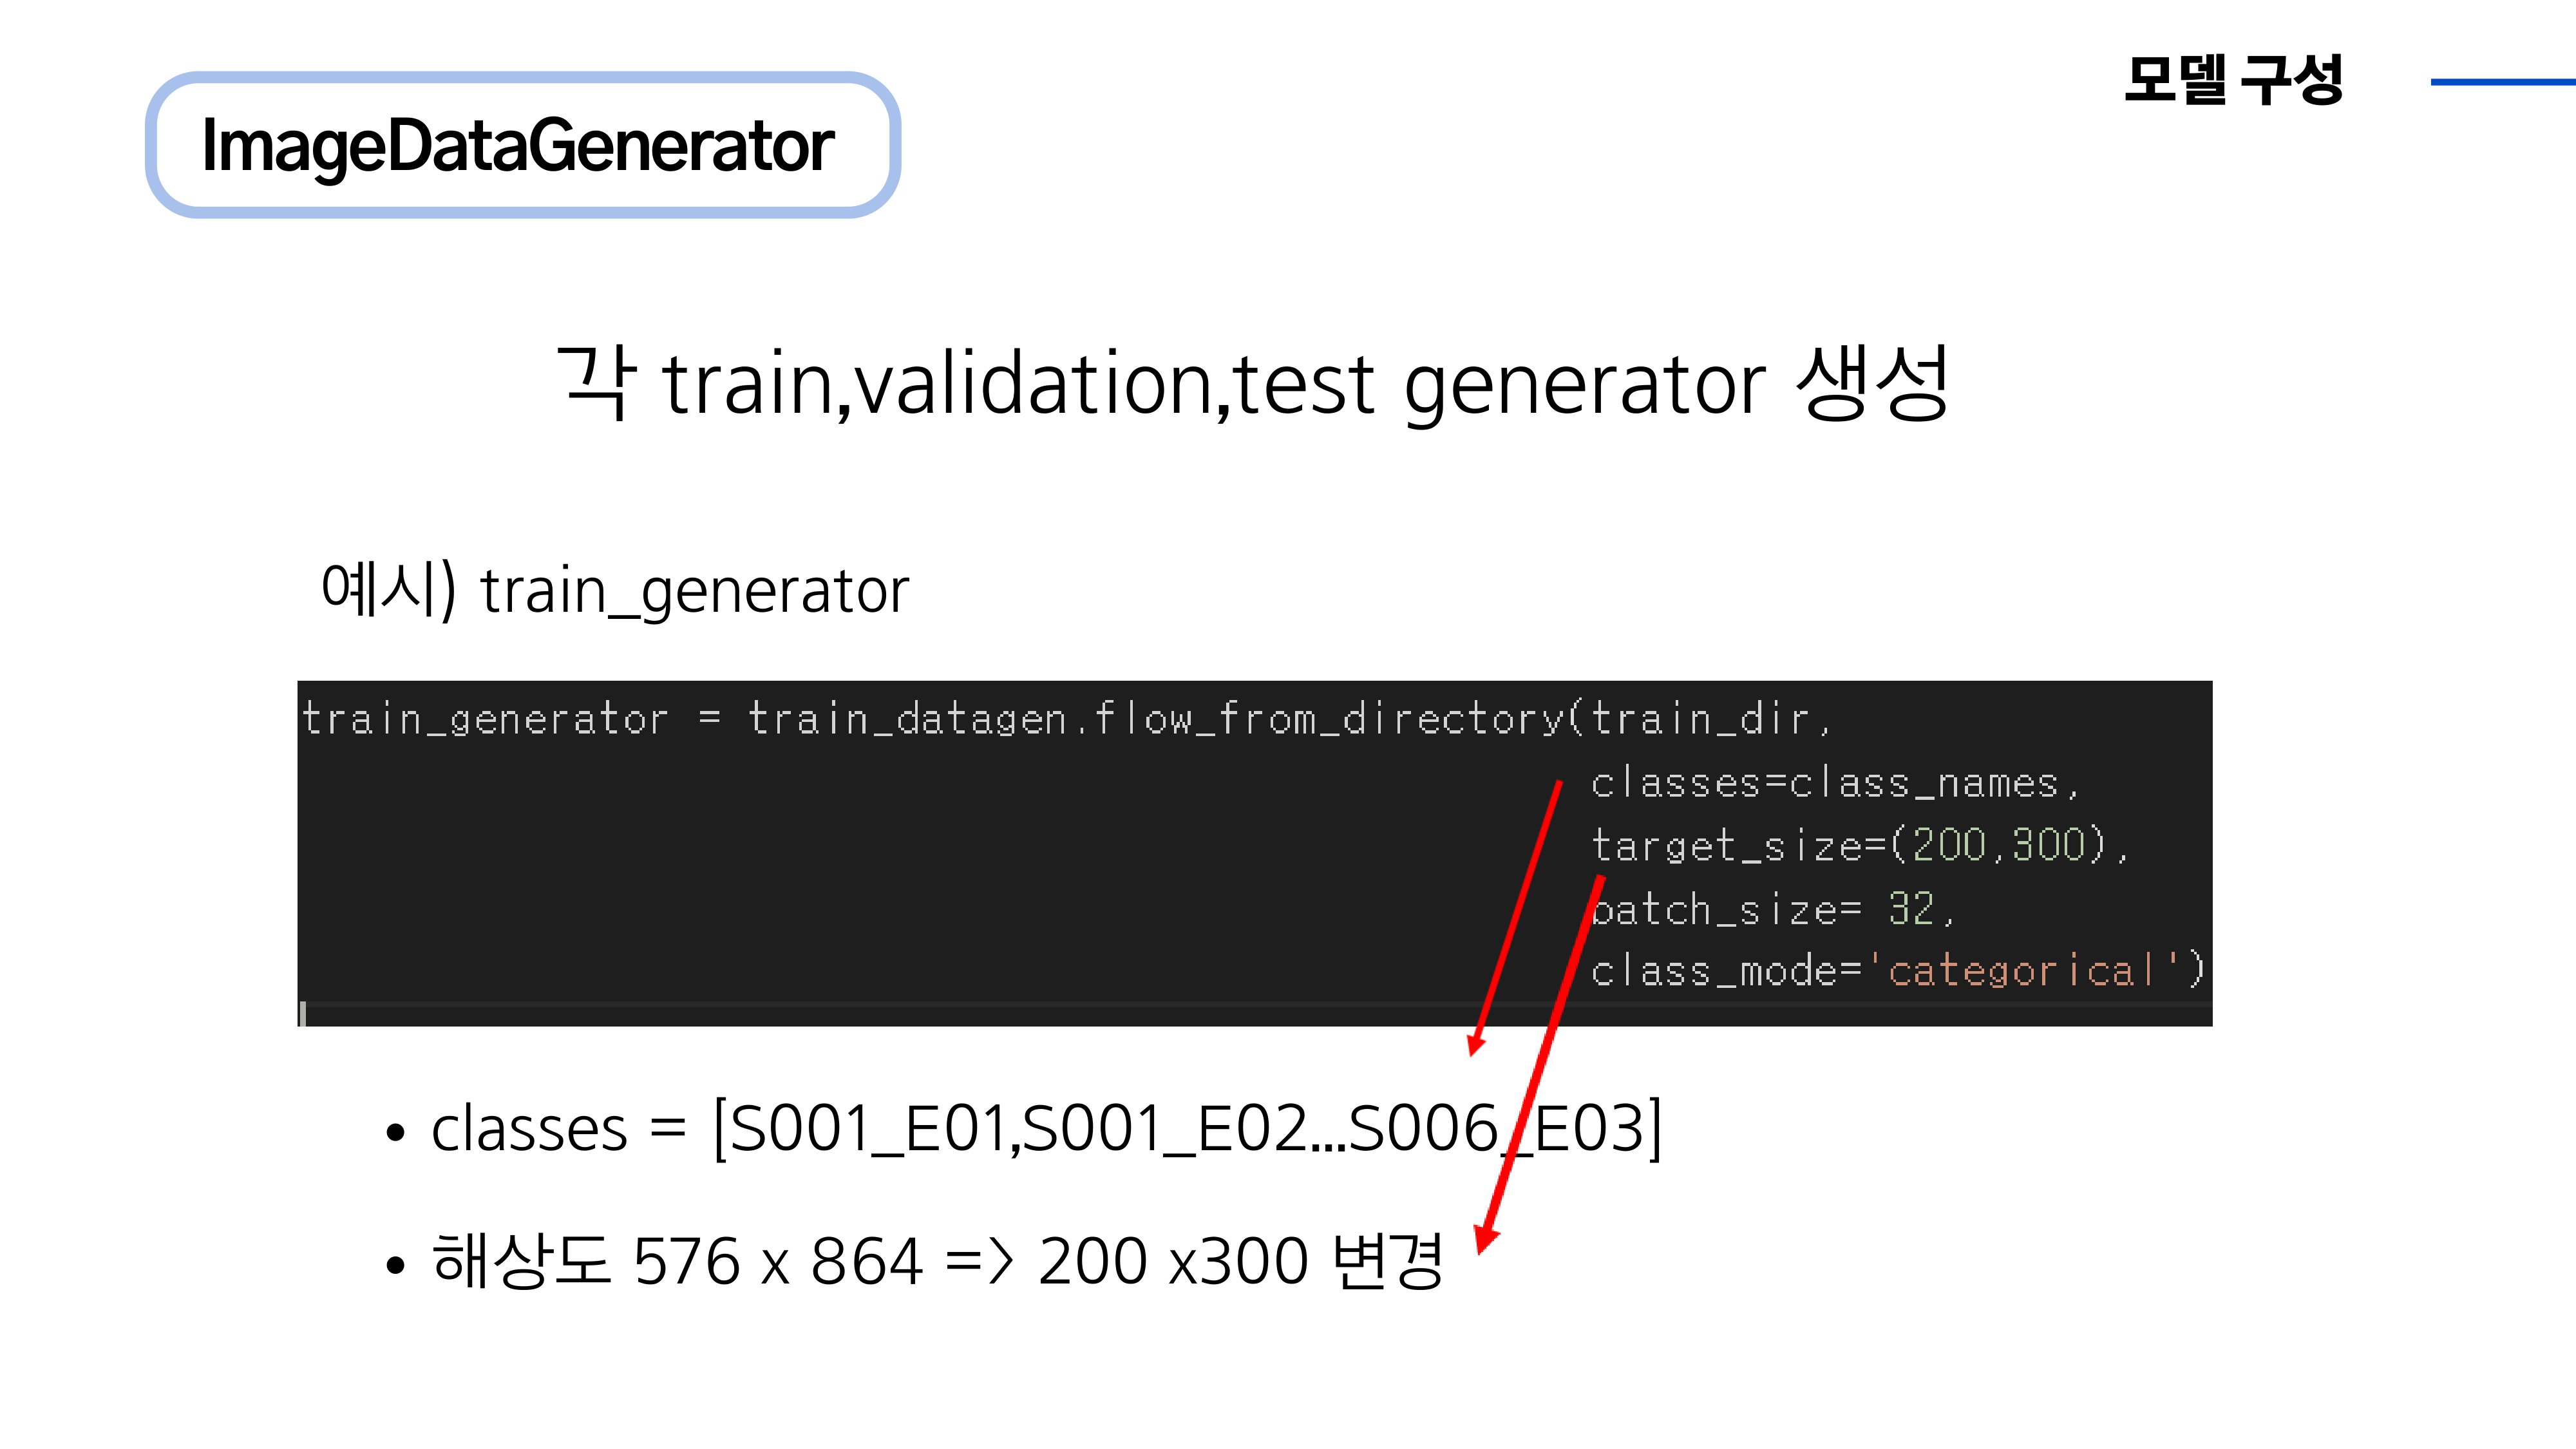 모델 구성
ImageDataGenerator
각 train,validation,test generator 생성
예시) train_generator
train_generator = train_datagen.flow_from_directory(train_dir,
classes=class_names,
target_size=(200,300),
batch_size= 32,
class_mode='categorical')
• classes = [S001_E01,S001_E02...S006_E03]
• 해상도 576 x 864 => 200 x300 변경